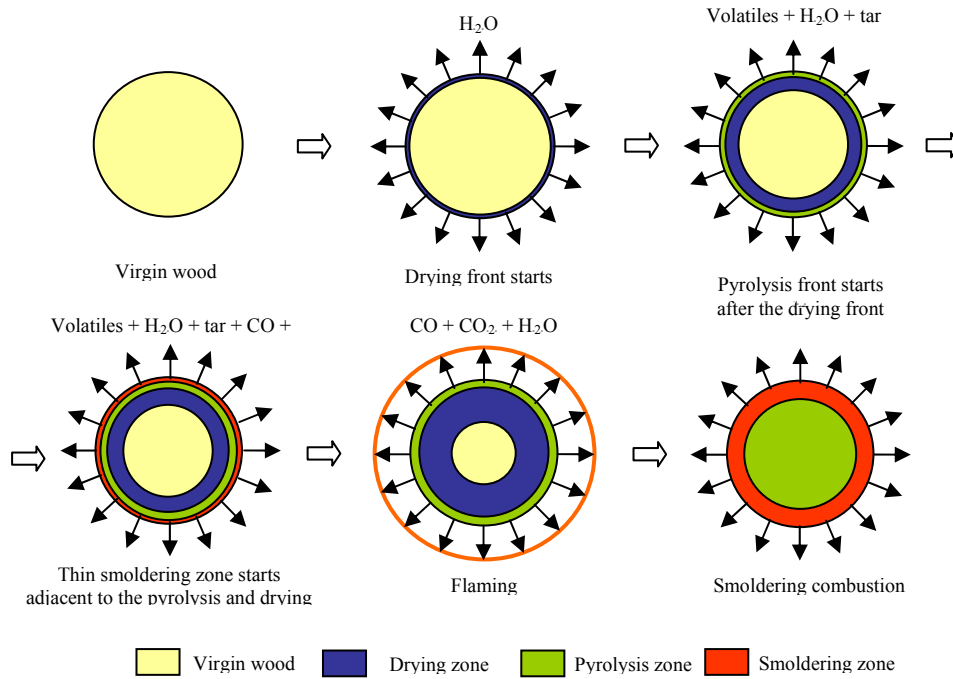 H2O
Volatiles + H2O + tar
Virgin wood
Drying front starts
Pyrolysis front starts
after the drying front
Volatiles + H2O + tar + CO +
CO + CO2 + H2O
Thin smoldering zone starts
adjacent to the pyrolysis and drying
Flaming
Smoldering combustion
Virgin wood
Drying zone
Pyrolysis zone
Smoldering zone